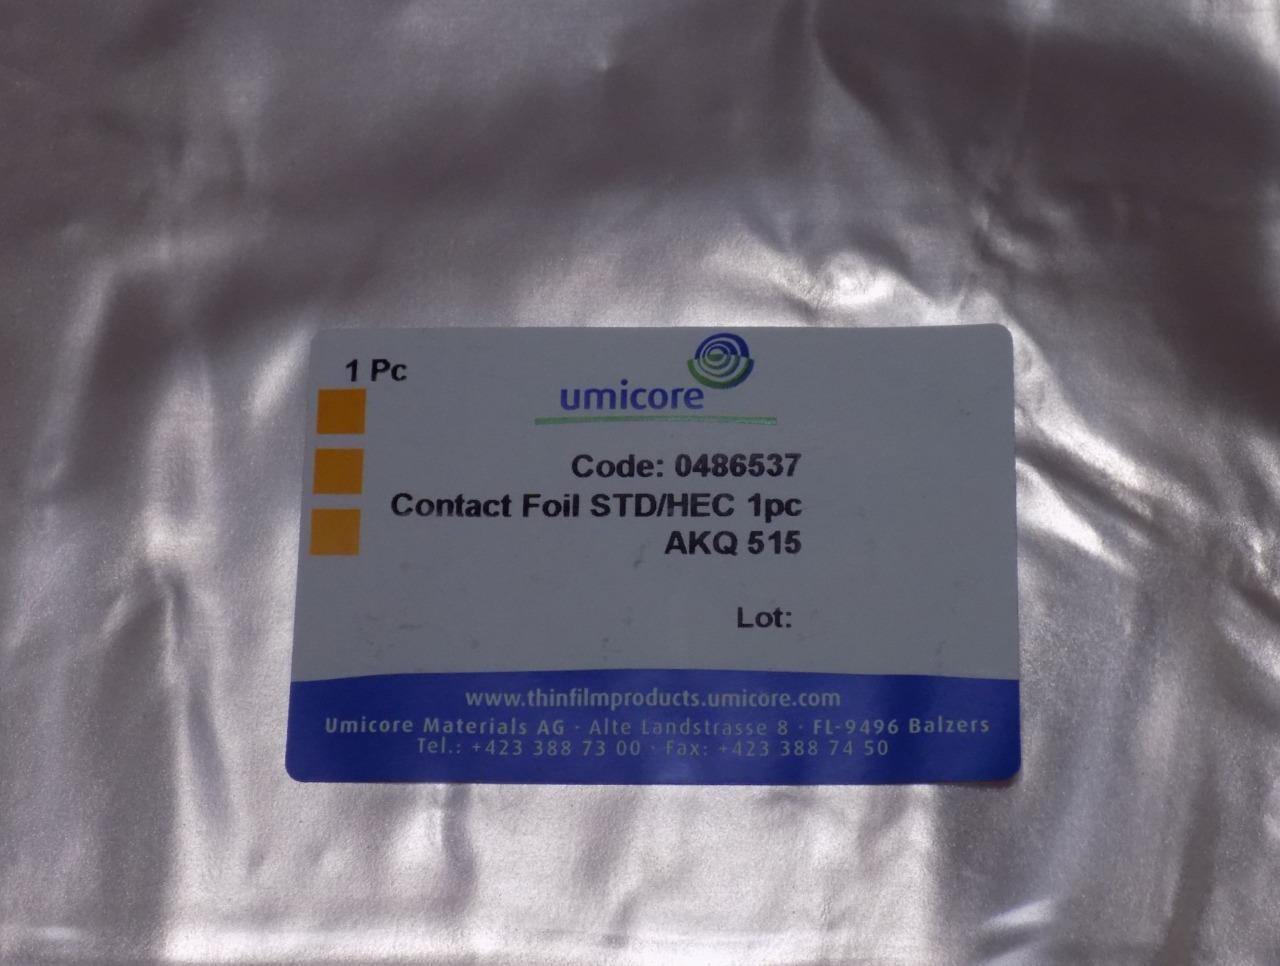 1 Pc
umicore
Code: 0486537
Contact Foil STD/HEC 1pc
AKQ 515
Lot:
www.thinfilmproducts.umicore.com
Umicore Materials AG · Alte Landstrasse 8 · FL-9496 Balzers
Tel.: +423 388 73 00 · Fax: +423 388 74 50